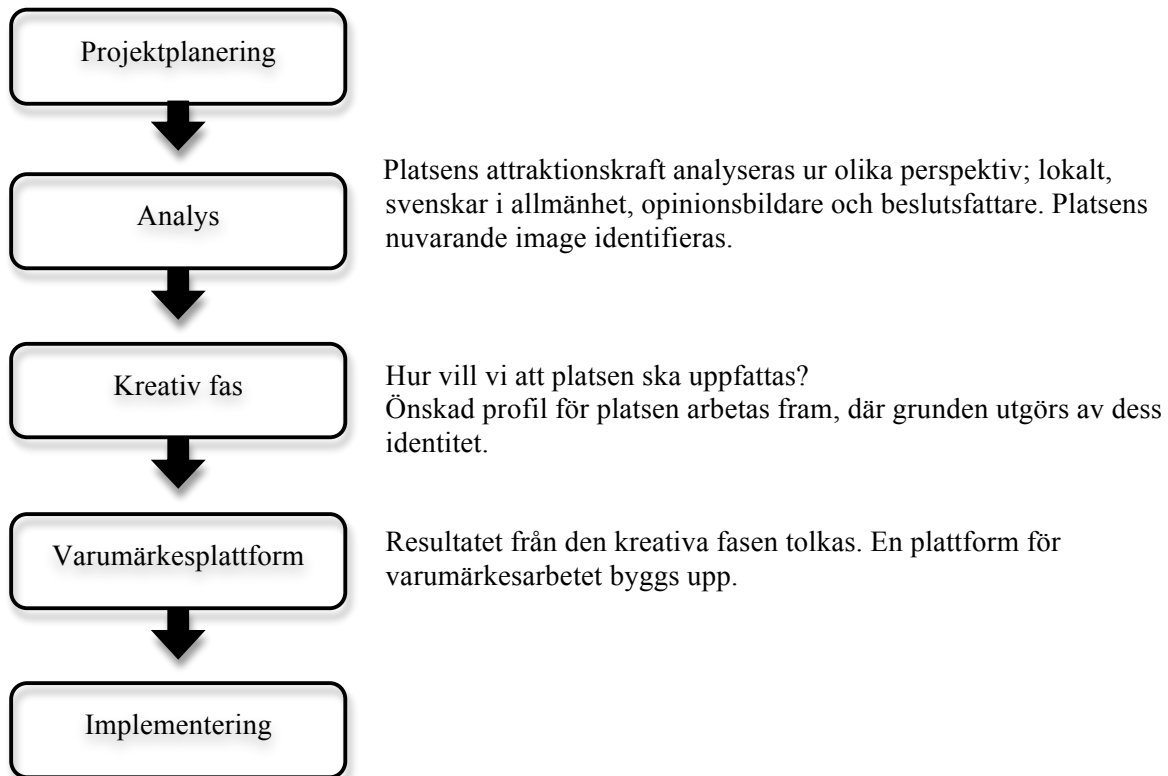 Projektplanering
Platsens attraktionskraft analyseras ur olika perspektiv; lokalt,
svenskar i allmänhet, opinionsbildare och beslutsfattare. Platsens
nuvarande image identifieras.
Analys
Hur vill vi att platsen ska uppfattas?
Önskad profil för platsen arbetas fram, där grunden utgörs av dess
identitet.
Kreativ fas
Resultatet från den kreativa fasen tolkas. En plattform för
varumärkesarbetet byggs upp.
Varumärkesplattform
Implementering